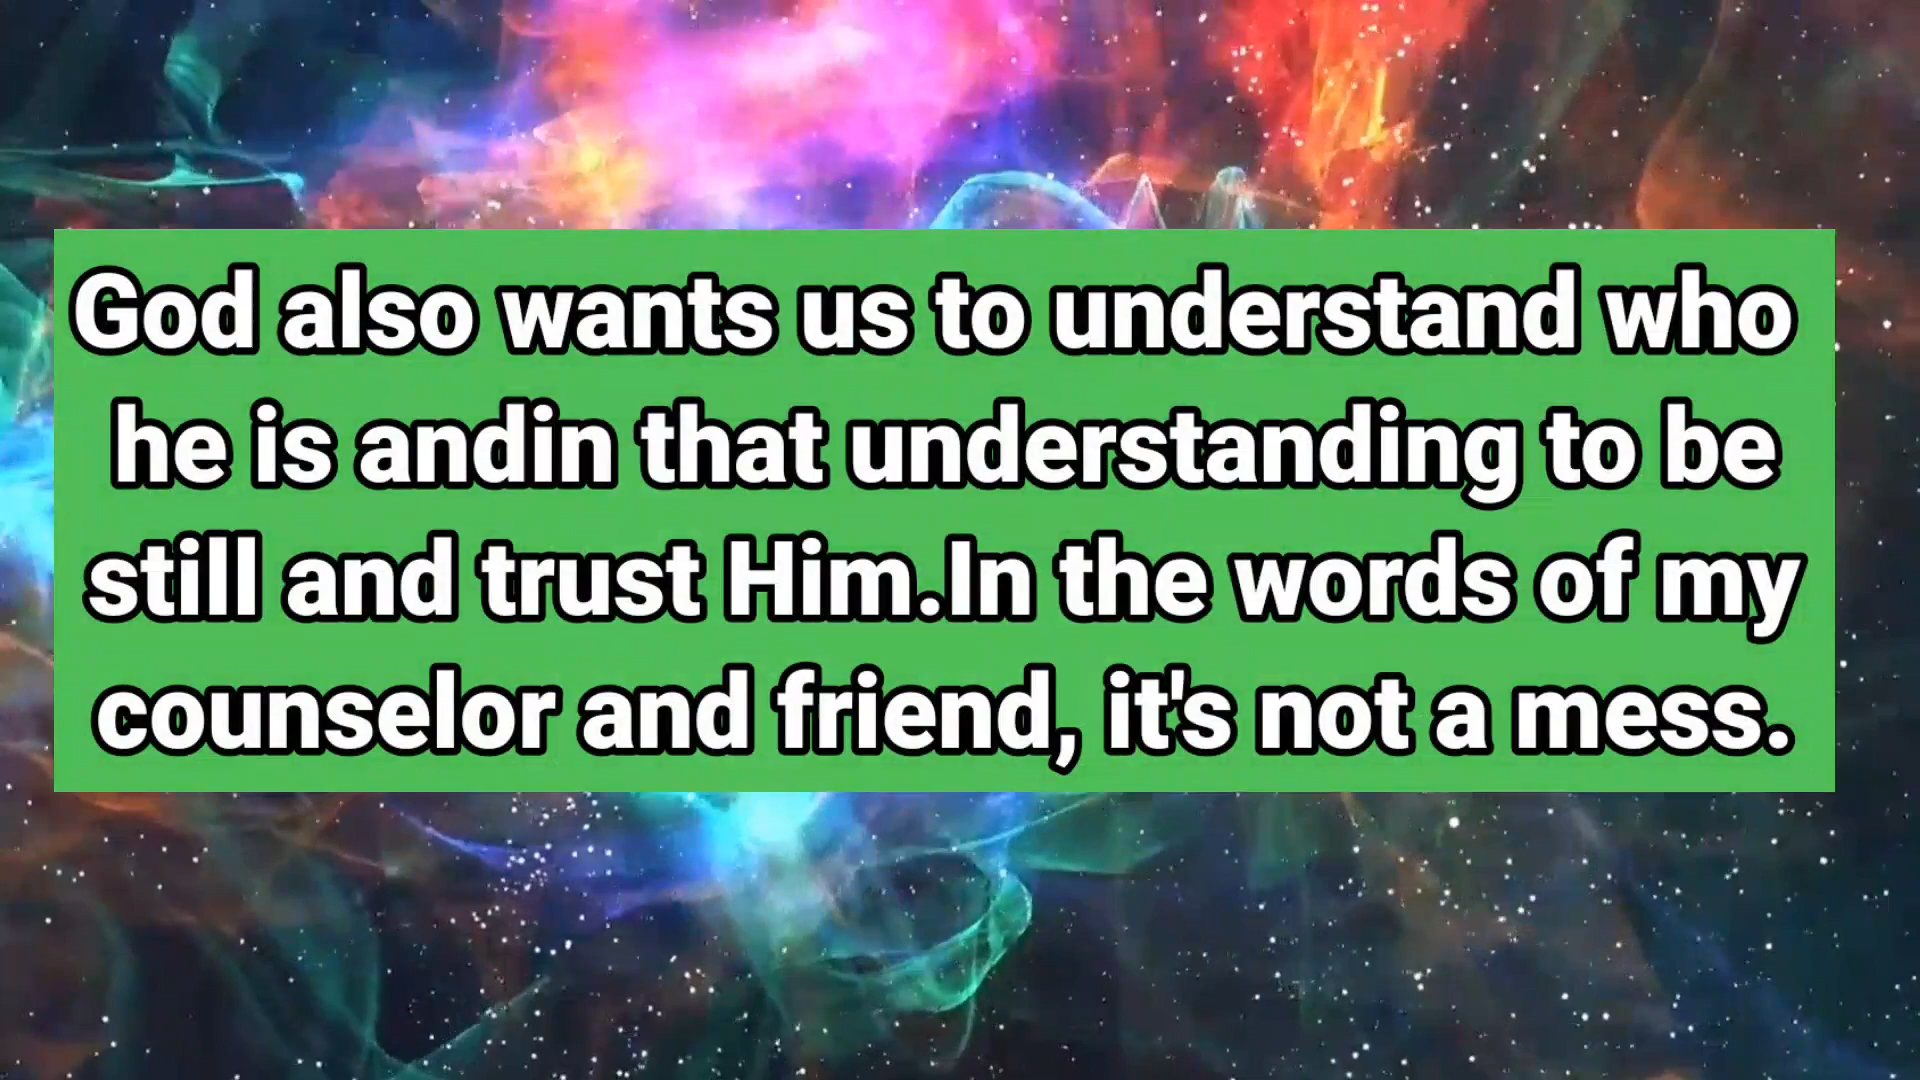 God also wants us to understand who
he is andin that understanding to be
still and trust Him.In the words of my
counselor and friend, it's not a mess.